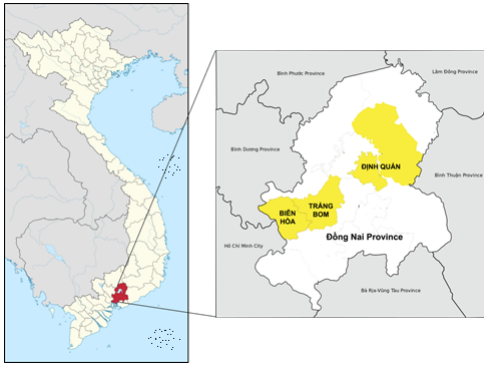 Bình Phước Province
Lâm Đồng Province
Bình Dương Province
ĐỊNH QUÁN
Bình Thuận Province
TRẢNG
BOM
BIÊN
HÒA
Đồng Nai Province
Hồ Chí Minh City
Bà Rịa-Vũng Tàu Province